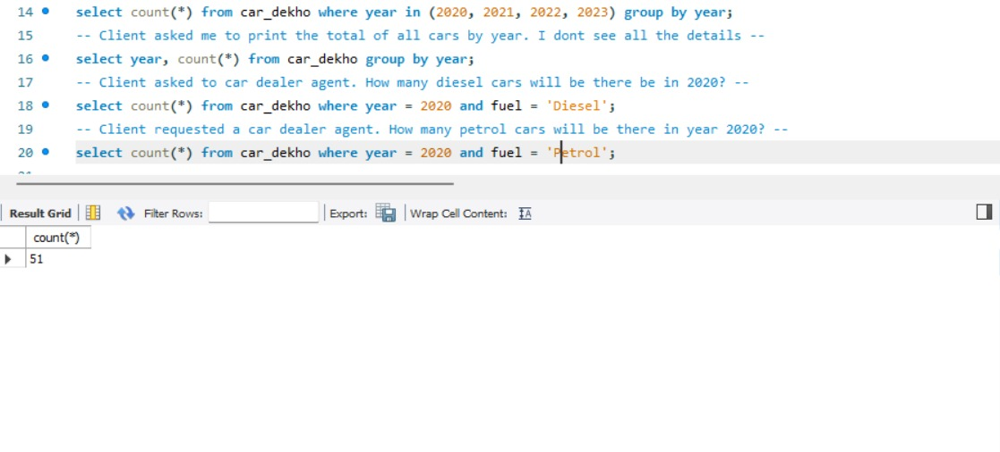 14 select count(*) from car_dekho where year in (2020, 2021, 2022, 2023) group by year;
15 -- Client asked me to print the total of all cars by year. I dont see all the details --
16 select year, count(*) from car_dekho group by year;
17 -- Client asked to car dealer agent. How many diesel cars will be there be in 2020? --
18 select count(*) from car_dekho where year = 2020 and fuel = 'Diesel';
19 -- Client requested a car dealer agent. How many petrol cars will be there in year 2020? --
20 select count(*) from car_dekho where year = 2020 and fuel = 'Petrol';
Result Grid Filter Rows: Export: Wrap Cell Content: IA
count(*)
51